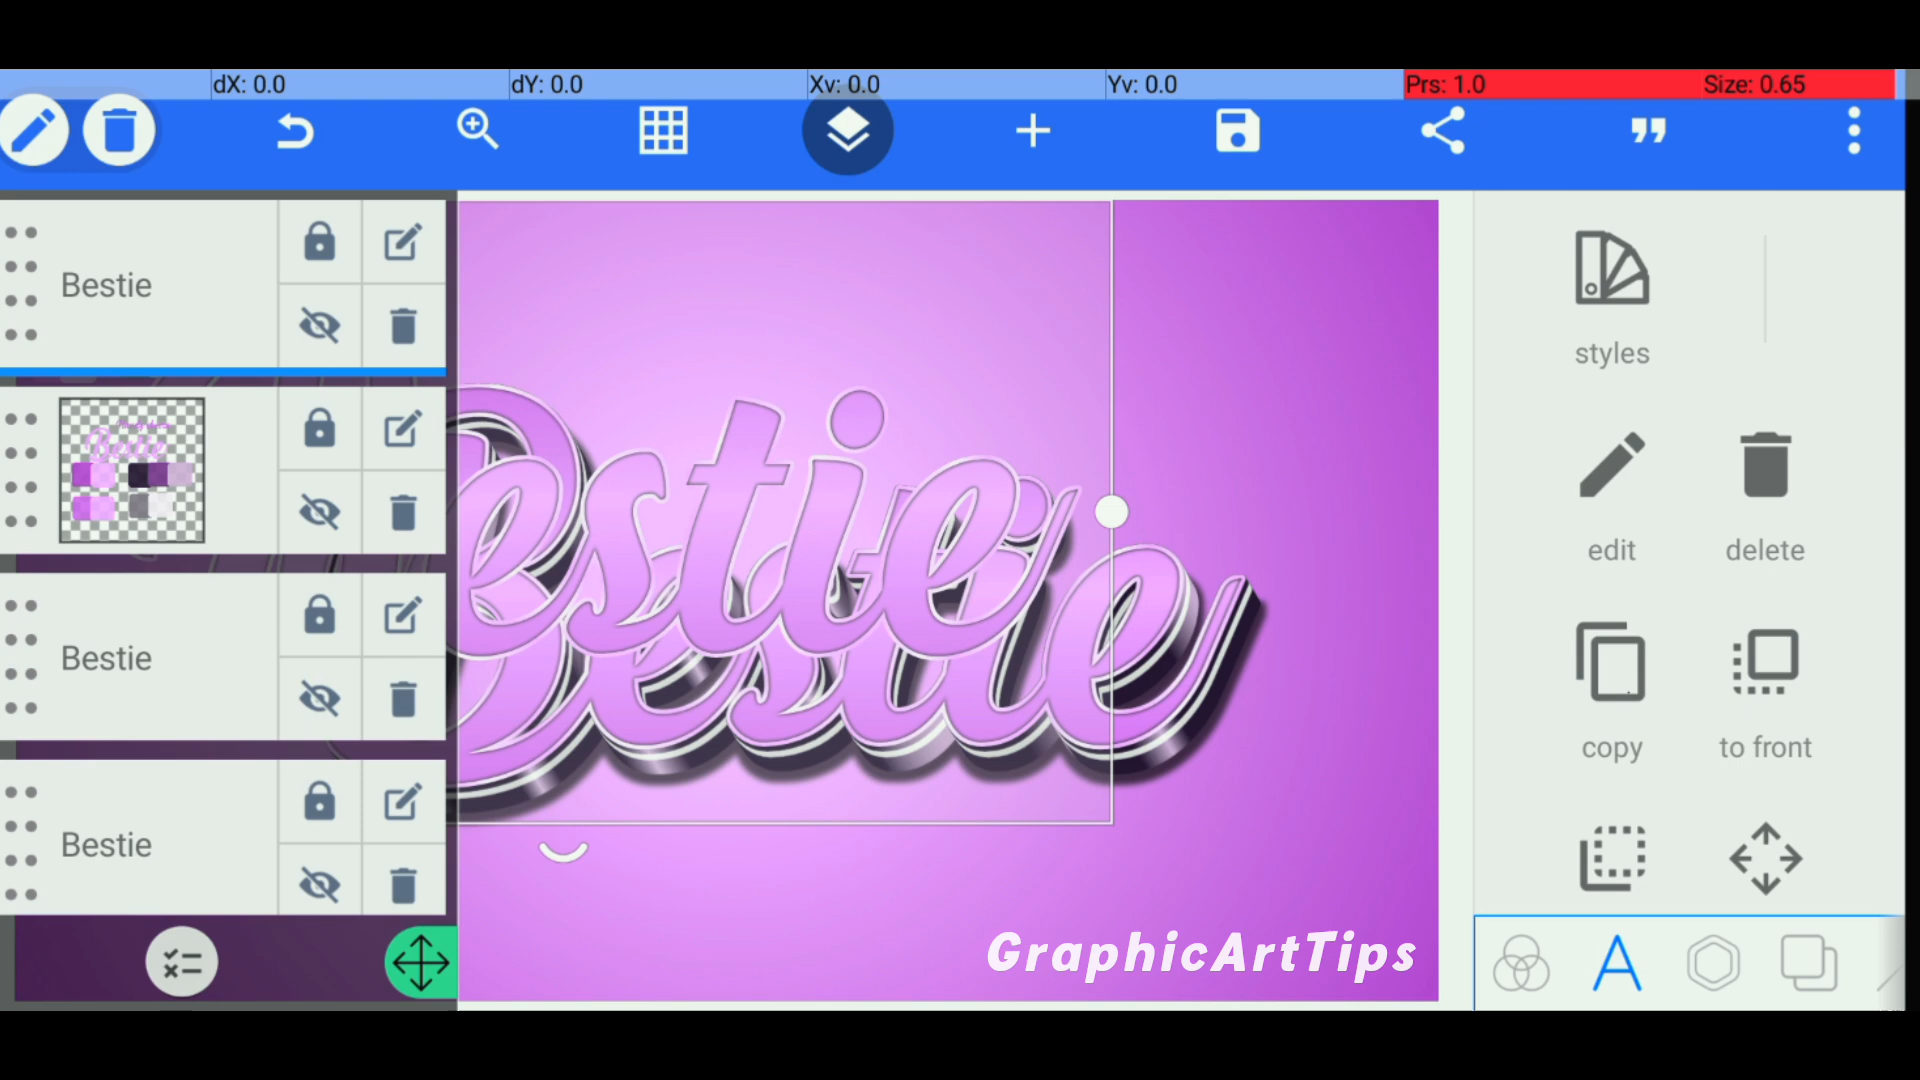 dX: 0.0
dY: 0.0
Xv: 0.0
Yv: 0.0
Prs: 1.0
Size: 0.65
Bestie
Bestie
Bestie
Bestie
Bestie
styles
edit
delete
copy
to front
GraphicArtTips